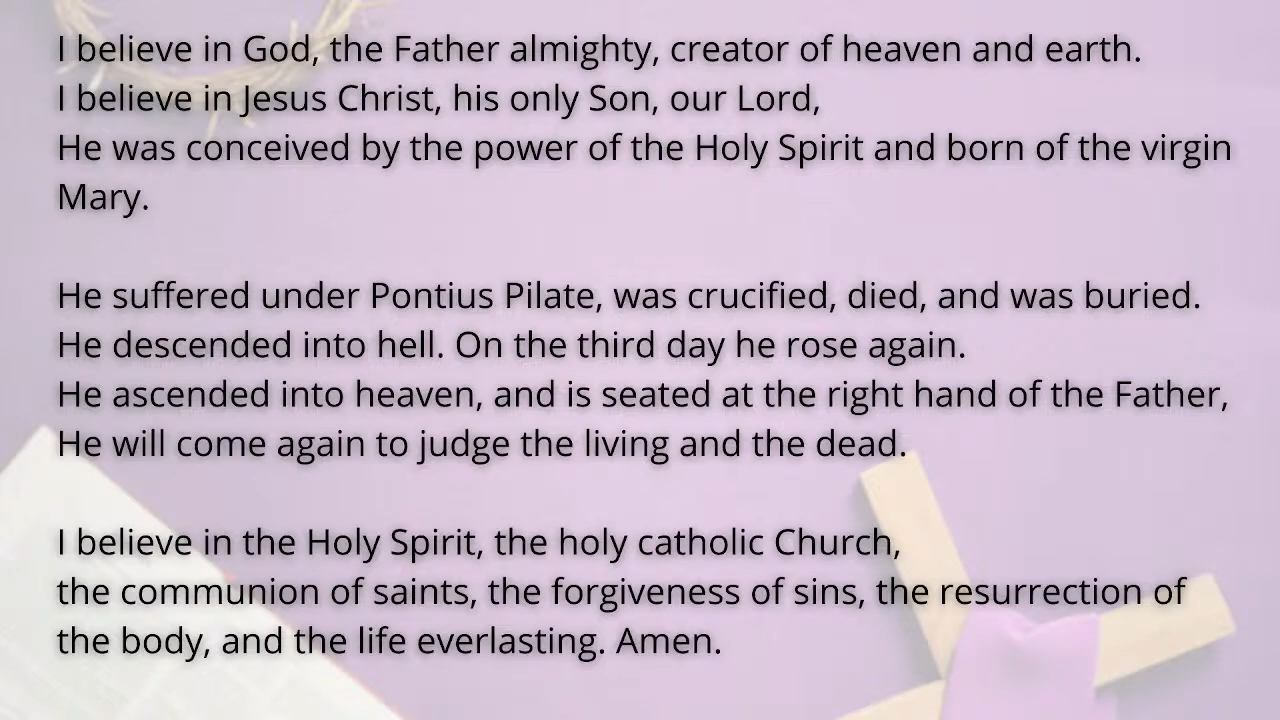 I believe in God, the Father almighty, creator of heaven and earth.
I believe in Jesus Christ, his only Son, our Lord,
He was conceived by the power of the Holy Spirit and born of the virgin
Mary.
He suffered under Pontius Pilate, was crucified, died, and was buried.
He descended into hell. On the third day he rose again.
He ascended into heaven, and is seated at the right hand of the Father,
He will come again to judge the living and the dead.
I believe in the Holy Spirit, the holy catholic Church,
the communion of saints, the forgiveness of sins, the resurrection of
the body, and the life everlasting. Amen.